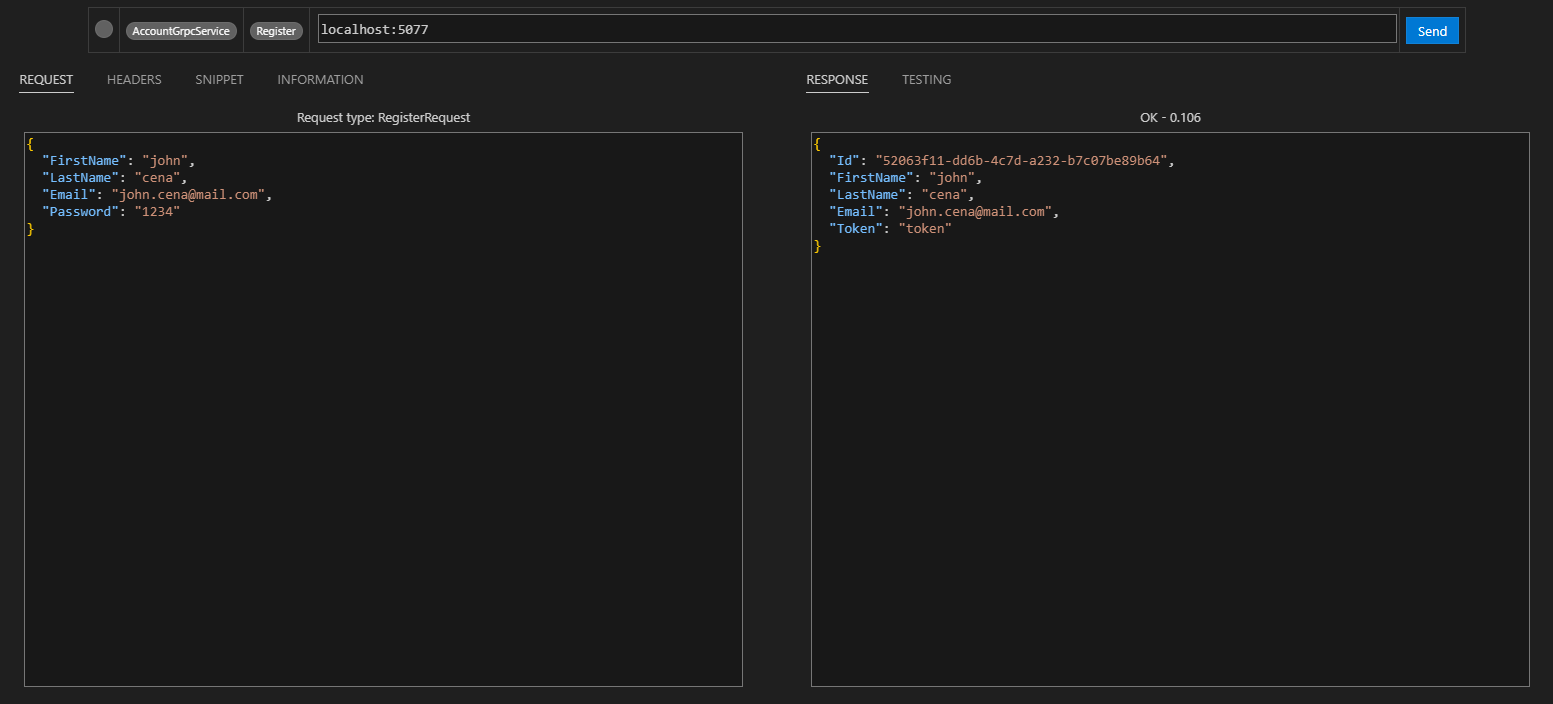 AccountGrpcService Register localhost:5077 Send
REQUEST HEADERS SNIPPET INFORMATION
Request type: RegisterRequest
{
  "FirstName": "john",
  "LastName": "cena",
  "Email": "john.cena@mail.com",
  "Password": "1234"
}
RESPONSE TESTING
OK - 0.106
{
  "Id": "52063f11-dd6b-4c7d-a232-b7c07be89b64",
  "FirstName": "john",
  "LastName": "cena",
  "Email": "john.cena@mail.com",
  "Token": "token"
}